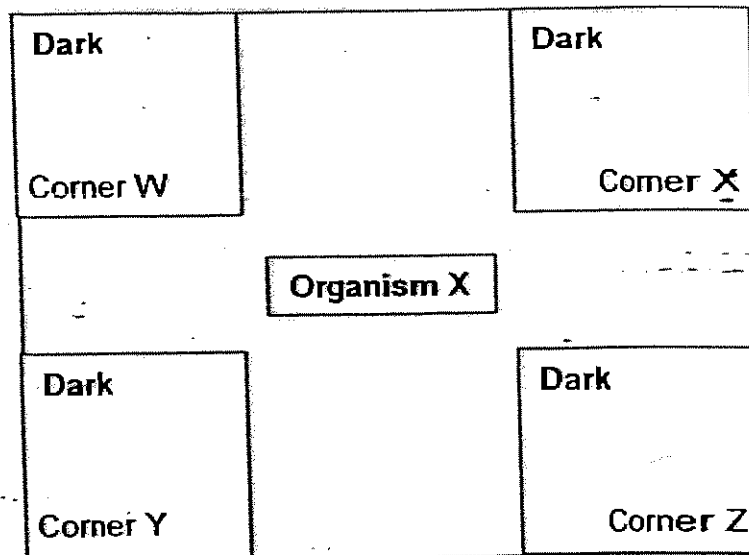 Dark
Dark
Corner W
Corner X
Organism X
Dark
Dark
Corner Y
Corner Z